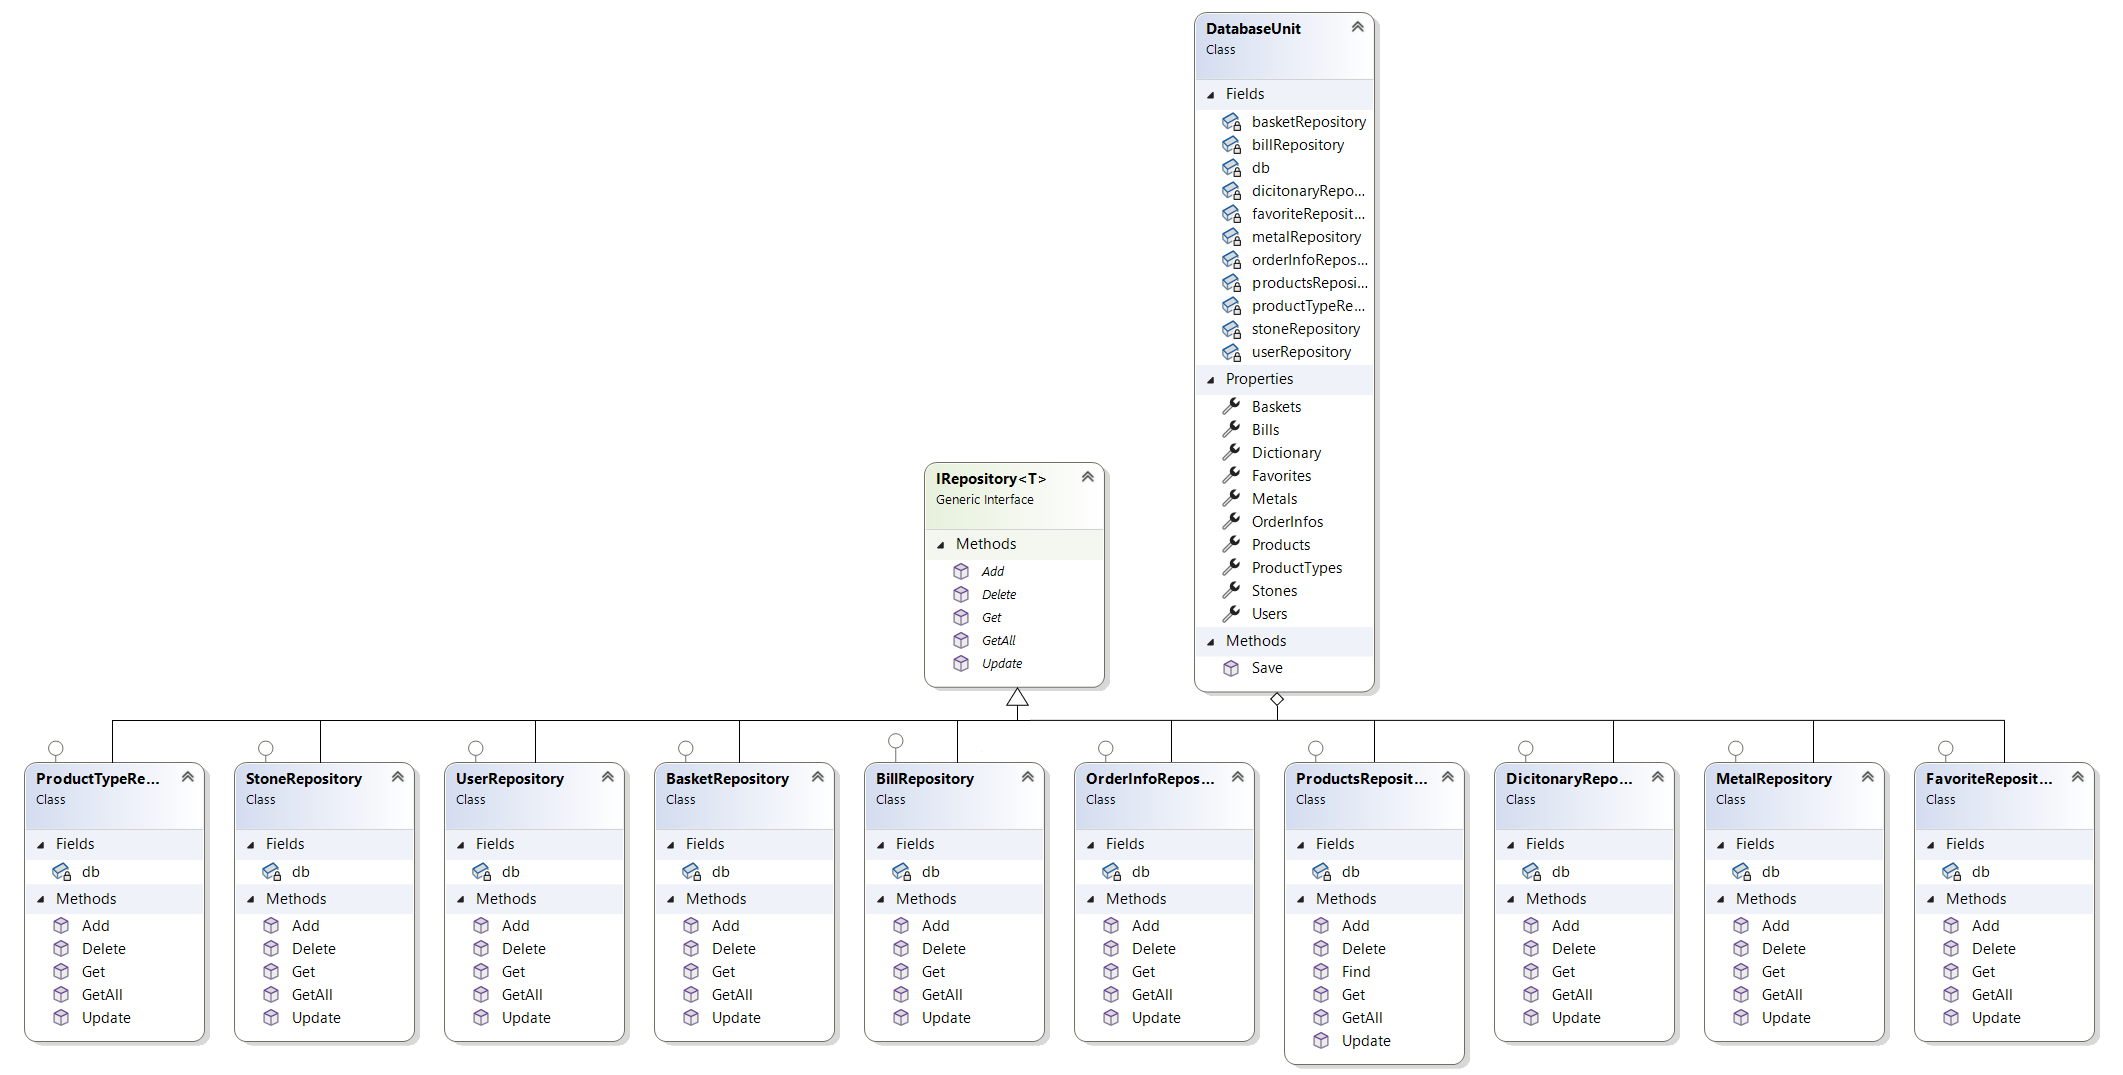 DatabaseUnit
Class
Fields
basketRepository
billRepository
db
dicitonaryRepo...
favoriteReposit...
metalRepository
orderInfoRepos...
productsReposi...
productTypeRe...
stoneRepository
userRepository
Properties
Baskets
Bills
Dictionary
Favorites
Metals
OrderInfos
Products
ProductTypes
Stones
Users
Methods
Save
IRepository<T>
Generic Interface
Methods
Add
Delete
Get
GetAll
Update
ProductTypeRe...
Class
Fields
db
Methods
Add
Delete
Get
GetAll
Update
StoneRepository
Class
Fields
db
Methods
Add
Delete
Get
GetAll
Update
UserRepository
Class
Fields
db
Methods
Add
Delete
Get
GetAll
Update
BasketRepository
Class
Fields
db
Methods
Add
Delete
Get
GetAll
Update
BillRepository
Class
Fields
db
Methods
Add
Delete
Get
GetAll
Update
OrderInfoRepos...
Class
Fields
db
Methods
Add
Delete
Get
GetAll
Update
ProductsReposit...
Class
Fields
db
Methods
Add
Delete
Find
Get
GetAll
Update
DicitonaryRepo...
Class
Fields
db
Methods
Add
Delete
Get
GetAll
Update
MetalRepository
Class
Fields
db
Methods
Add
Delete
Get
GetAll
Update
FavoriteReposit...
Class
Fields
db
Methods
Add
Delete
Get
GetAll
Update